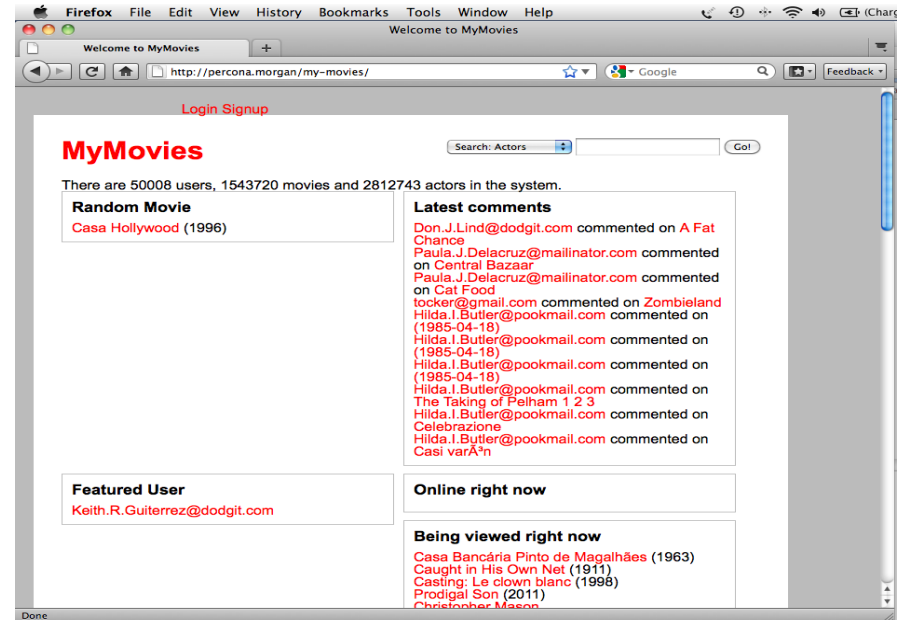 Firefox File Edit View History Bookmarks Tools Window Help (Charg
Welcome to MyMovies
Welcome to MyMovies +
http://percona.morgan/my-movies/ Google Feedback
Login Signup
MyMovies
Search: Actors Go!
There are 50008 users, 1543720 movies and 2812743 actors in the system.
Random Movie
Casa Hollywood (1996)
Latest comments
Don.J.Lind@dodgit.com commented on A Fat
Chance
Paula.J.Delacruz@mailinator.com commented
on Central Bazaar
Paula.J.Delacruz@mailinator.com commented
on Cat Food
tocker@gmail.com commented on Zombieland
Hilda.I.Butler@pookmail.com commented on
(1985-04-18)
Hilda.I.Butler@pookmail.com commented on
(1985-04-18)
Hilda.I.Butler@pookmail.com commented on
(1985-04-18)
Hilda.I.Butler@pookmail.com commented on
The Taking of Pelham 1 2 3
Hilda.I.Butler@pookmail.com commented on
Celebrazione
Hilda.I.Butler@pookmail.com commented on
Casi varÃ³n
Featured User
Keith.R.Guiterrez@dodgit.com
Online right now
Being viewed right now
Casa Bancária Pinto de Magalhães (1963)
Caught in His Own Net (1911)
Casting: Le clown blanc (1998)
Prodigal Son (2011)
Christopher Mason
Done